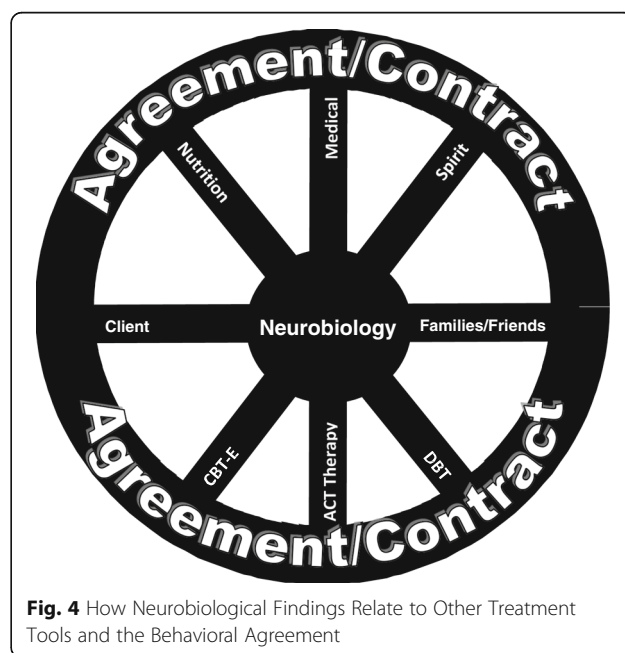 Agreement/Contract
Medical
Nutrition
Spirit
Client
Neurobiology
Families/Friends
CBT-E
ACT Therapy
DBT
Agreement/Contract
Fig. 4 How Neurobiological Findings Relate to Other Treatment
Tools and the Behavioral Agreement